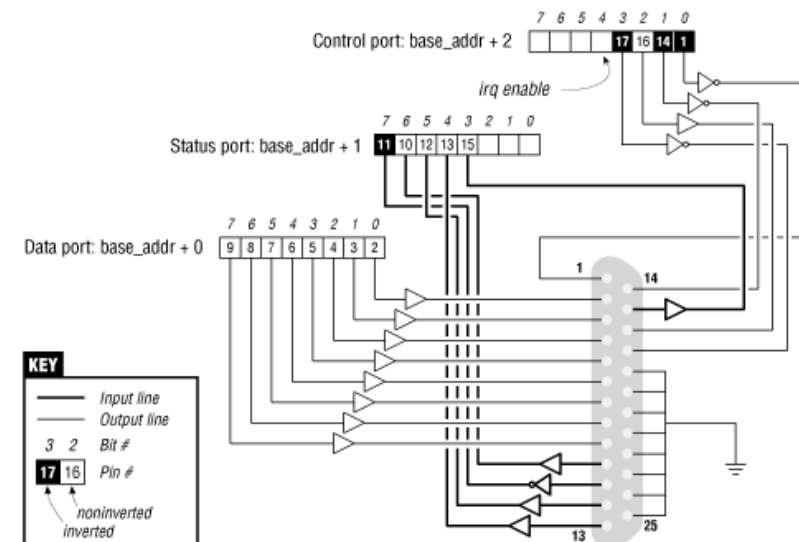 7 6 5 4 3 2 1 0
Control port: base_addr + 2 17 16 14 1
irq enable
7 6 5 4 3 2 1 0
Status port: base_addr + 1 11 10 12 13 15
7 6 5 4 3 2 1 0
Data port: base_addr + 0 9 8 7 6 5 4 3 2
1
14
KEY
Input line
Output line
3 2 Bit #
17 16 Pin #
noninverted
inverted
13
25